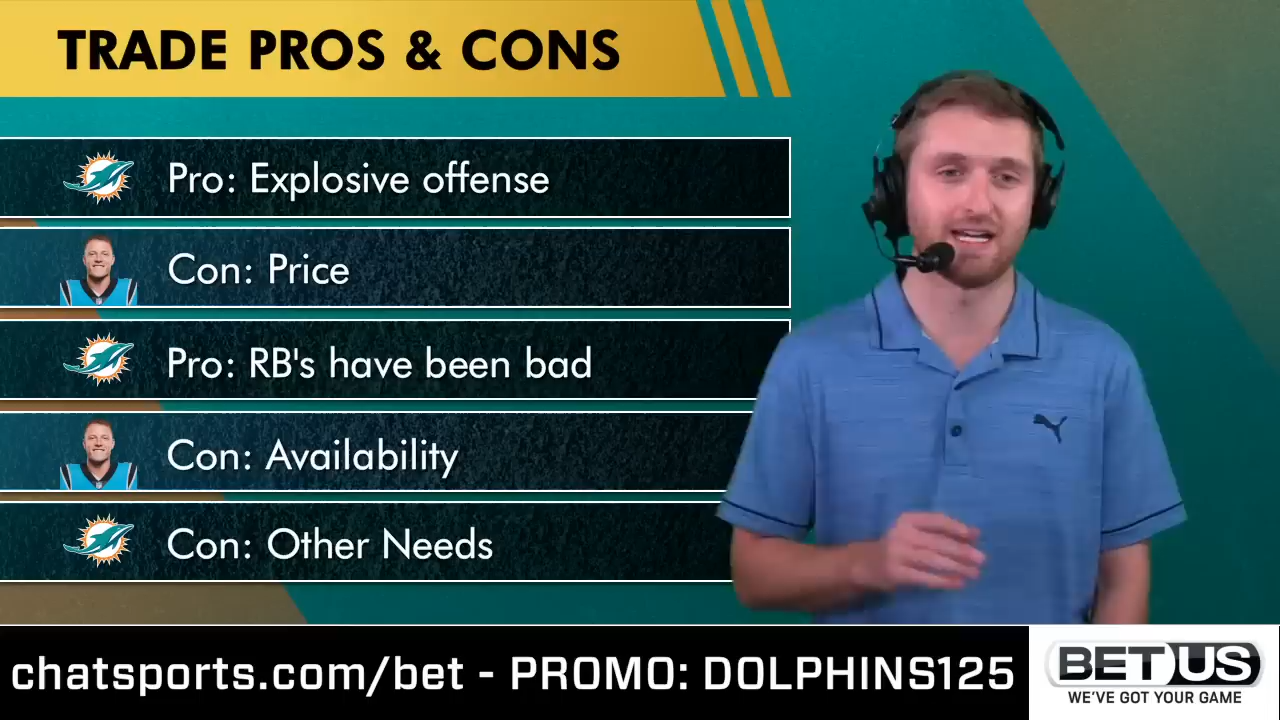 TRADE PROS & CONS
Pro: Explosive offense
Con: Price
Pro: RB's have been bad
Con: Availability
Con: Other Needs
chatsports.com/bet - PROMO: DOLPHINS125
BETUS
WE'VE GOT YOUR GAME